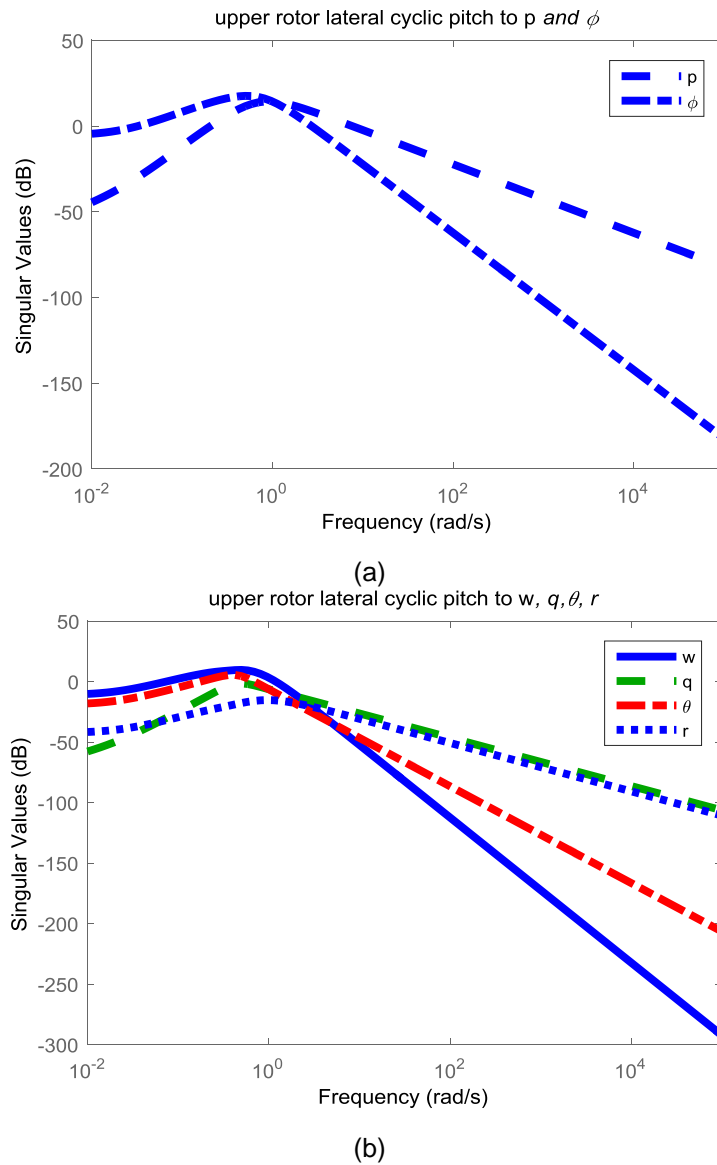 upper rotor lateral cyclic pitch to p and ϕ
50
0
-50
-100
-150
-200
Singular Values (dB)
p
ϕ
10^-2
10^0
10^2
10^4
Frequency (rad/s)
(a)
upper rotor lateral cyclic pitch to w, q,θ, r
50
0
-50
-100
-150
-200
-250
-300
Singular Values (dB)
w
q
θ
r
10^-2
10^0
10^2
10^4
Frequency (rad/s)
(b)